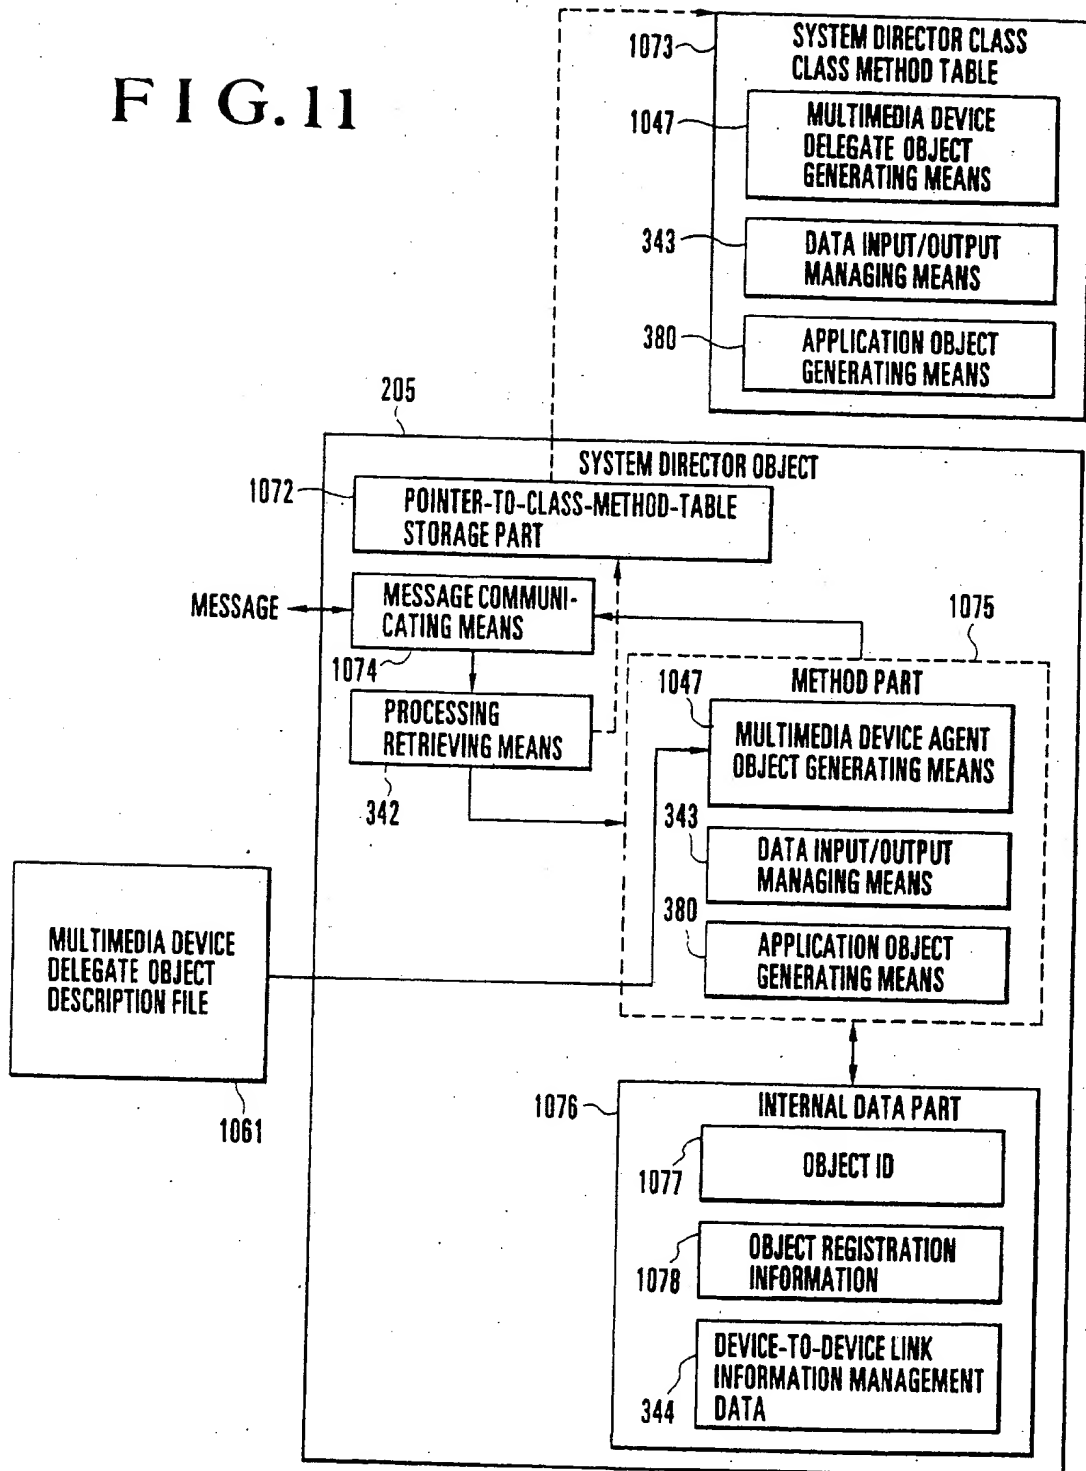 FIG.11
1073
SYSTEM DIRECTOR CLASS
CLASS METHOD TABLE
1047
MULTIMEDIA DEVICE
DELEGATE OBJECT
GENERATING MEANS
343
DATA INPUT/OUTPUT
MANAGING MEANS
380
APPLICATION OBJECT
GENERATING MEANS
205
SYSTEM DIRECTOR OBJECT
1072
POINTER-TO-CLASS-METHOD-TABLE
STORAGE PART
MESSAGE
MESSAGE COMMUNI-
CATING MEANS
1074
PROCESSING
RETRIEVING MEANS
342
1075
METHOD PART
1047
MULTIMEDIA DEVICE AGENT
OBJECT GENERATING MEANS
343
DATA INPUT/OUTPUT
MANAGING MEANS
380
APPLICATION OBJECT
GENERATING MEANS
MULTIMEDIA DEVICE
DELEGATE OBJECT
DESCRIPTION FILE
1061
1076
INTERNAL DATA PART
1077
OBJECT ID
1078
OBJECT REGISTRATION
INFORMATION
344
DEVICE-TO-DEVICE LINK
INFORMATION MANAGEMENT
DATA